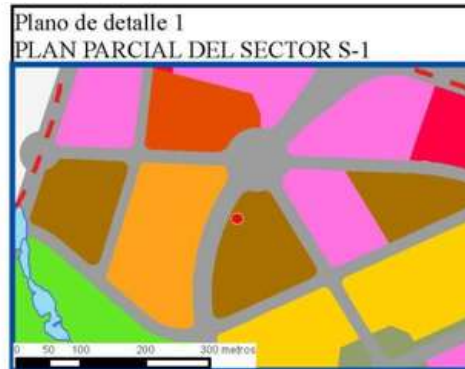 Plano de detalle 1
PLAN PARCIAL DEL SECTOR S-1
0 50 100 200 300 metros